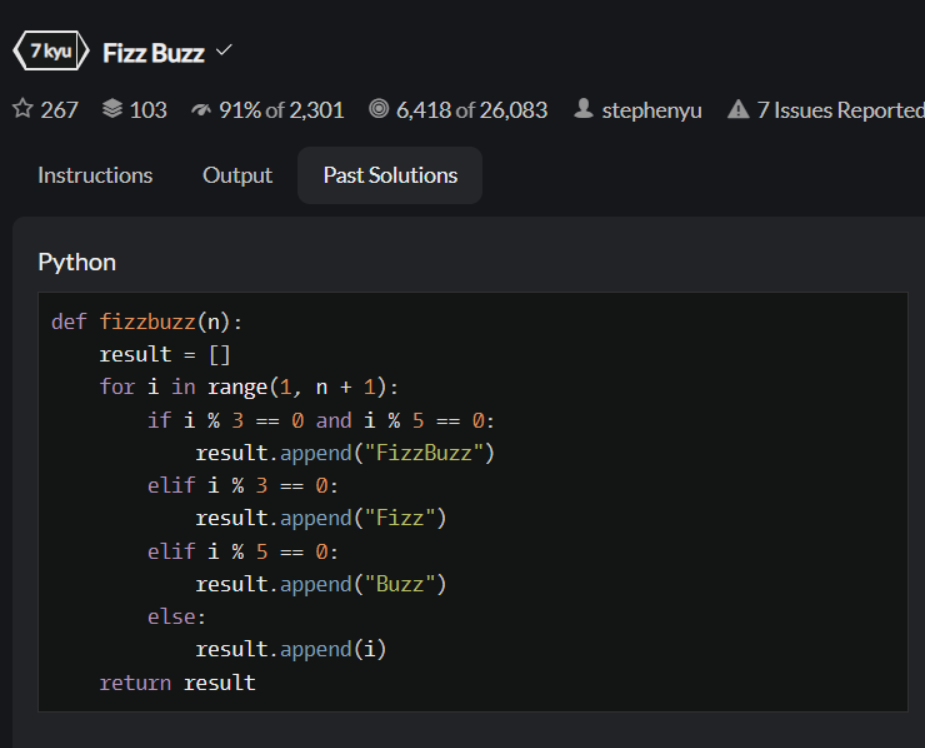 7 kyu Fizz Buzz
267 103 91% of 2,301 6,418 of 26,083 stephenyu 7 Issues Reported
Instructions Output Past Solutions
Python
def fizzbuzz(n):
    result = []
    for i in range(1, n + 1):
        if i % 3 == 0 and i % 5 == 0:
            result.append("FizzBuzz")
        elif i % 3 == 0:
            result.append("Fizz")
        elif i % 5 == 0:
            result.append("Buzz")
        else:
            result.append(i)
    return result